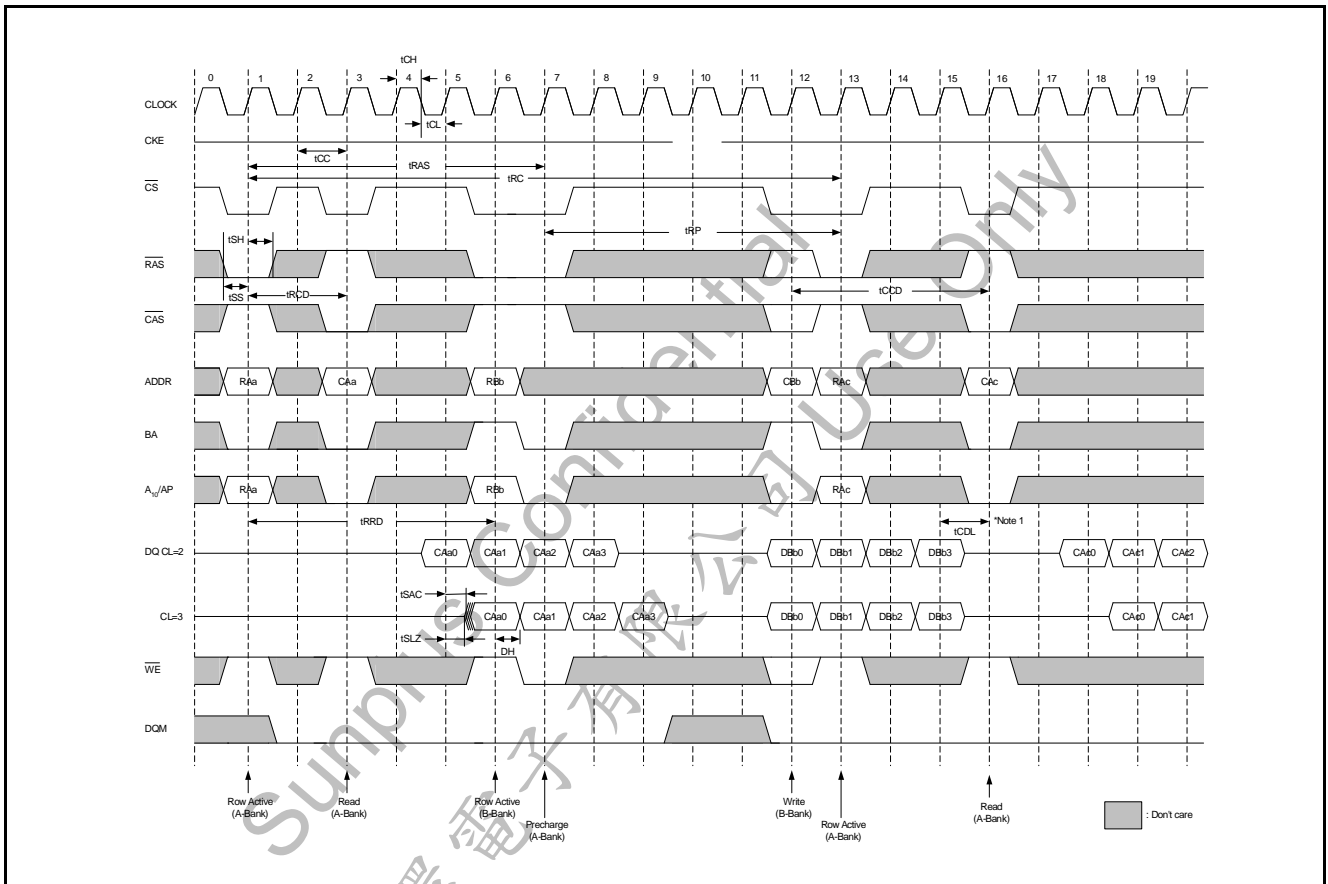 tCH
0 1 2 3 4 5 6 7 8 9 10 11 12 13 14 15 16 17 18 19
CLOCK
tCL
CKE
tCC
tRAS
tRC
CS
tRP
tSH
RAS
tSS
tRCD
tCCD
CAS
ADDR RAa CAa RBb CBb RAc CAc
BA
A10/AP RAa RBb RAc
tRRD
*Note 1
tCDL
DQ CL=2 CAa0 CAa1 CAa2 CAa3 DBb0 DBb1 DBb2 DBb3 CAc0 CAc1 CAc2
tSAC
CL=3 CAa0 CAa1 CAa2 CAa3 DBb0 DBb1 DBb2 DBb3 CAc0 CAc1
tSLZ
DH
WE
DQM
Row Active
(A-Bank)
Read
(A-Bank)
Row Active
(B-Bank)
Precharge
(A-Bank)
Write
(B-Bank)
Row Active
(A-Bank)
Read
(A-Bank)
: Don't care
Sunplus Confidential
電子有限公司 Use Only